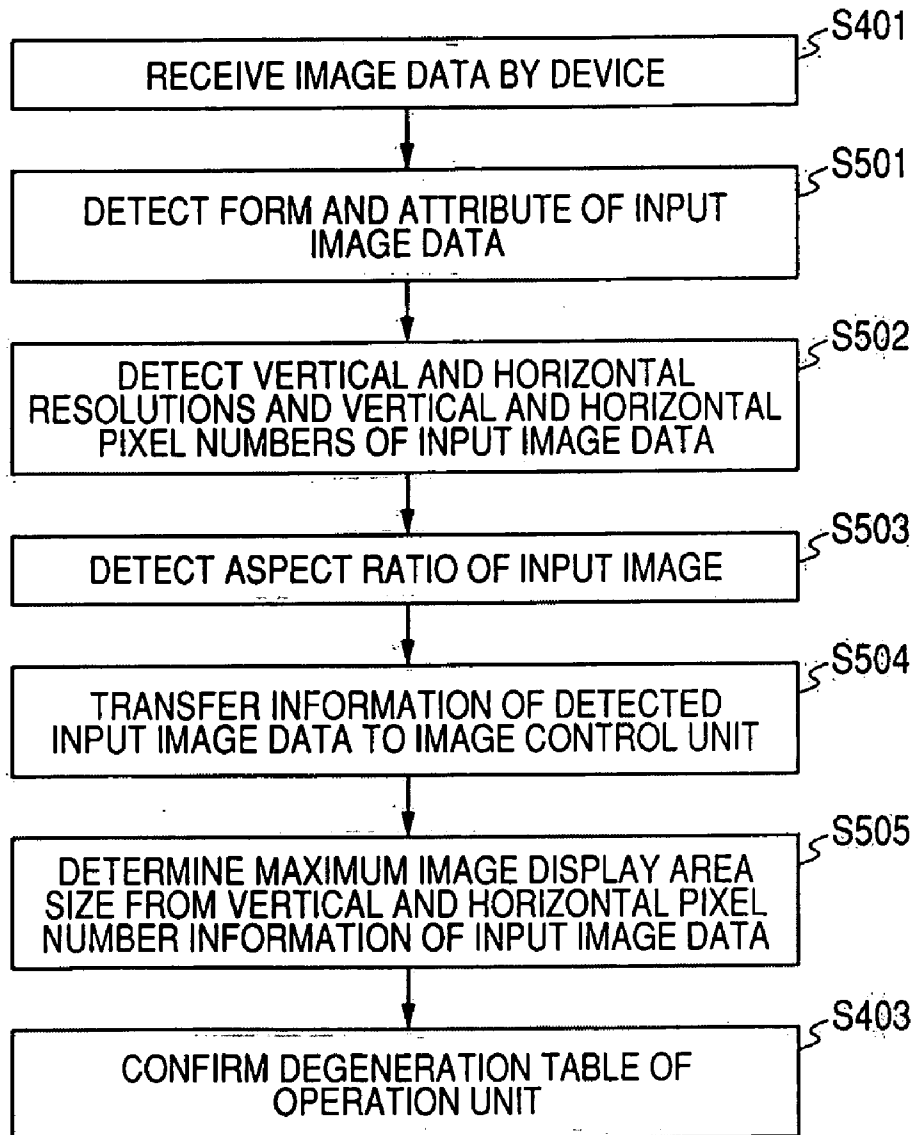 S401
RECEIVE IMAGE DATA BY DEVICE
S501
DETECT FORM AND ATTRIBUTE OF INPUT
IMAGE DATA
S502
DETECT VERTICAL AND HORIZONTAL
RESOLUTIONS AND VERTICAL AND HORIZONTAL
PIXEL NUMBERS OF INPUT IMAGE DATA
S503
DETECT ASPECT RATIO OF INPUT IMAGE
S504
TRANSFER INFORMATION OF DETECTED
INPUT IMAGE DATA TO IMAGE CONTROL UNIT
S505
DETERMINE MAXIMUM IMAGE DISPLAY AREA
SIZE FROM VERTICAL AND HORIZONTAL PIXEL
NUMBER INFORMATION OF INPUT IMAGE DATA
S403
CONFIRM DEGENERATION TABLE OF
OPERATION UNIT